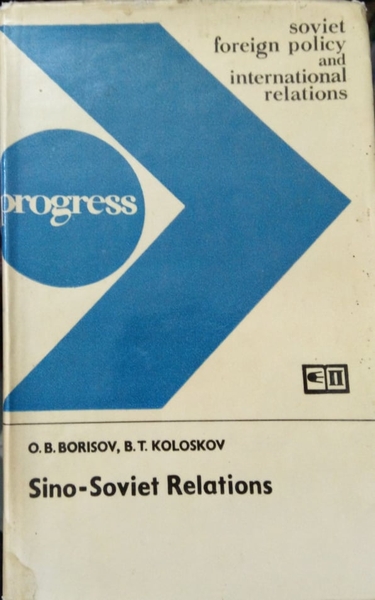 soviet
foreign policy
and
international
relations
progress
O. B. BORISOV, B. T. KOLOSKOV
Sino-Soviet Relations